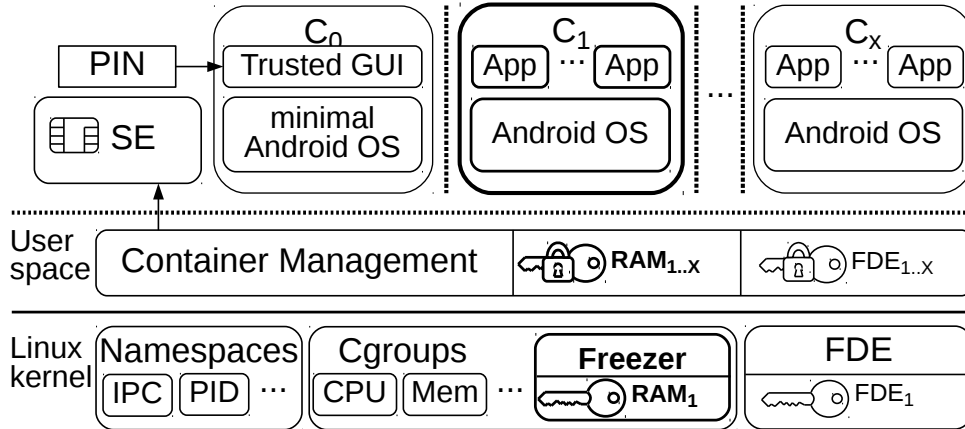 C₀
PIN
Trusted GUI
SE
minimal
Android OS
C₁
App ... App
Android OS
...
Cₓ
App ... App
Android OS
User
space
Container Management
RAM₁..X
FDE₁..X
Linux
kernel
Namespaces
IPC PID ...
Cgroups
CPU Mem ...
Freezer
RAM₁
FDE
FDE₁